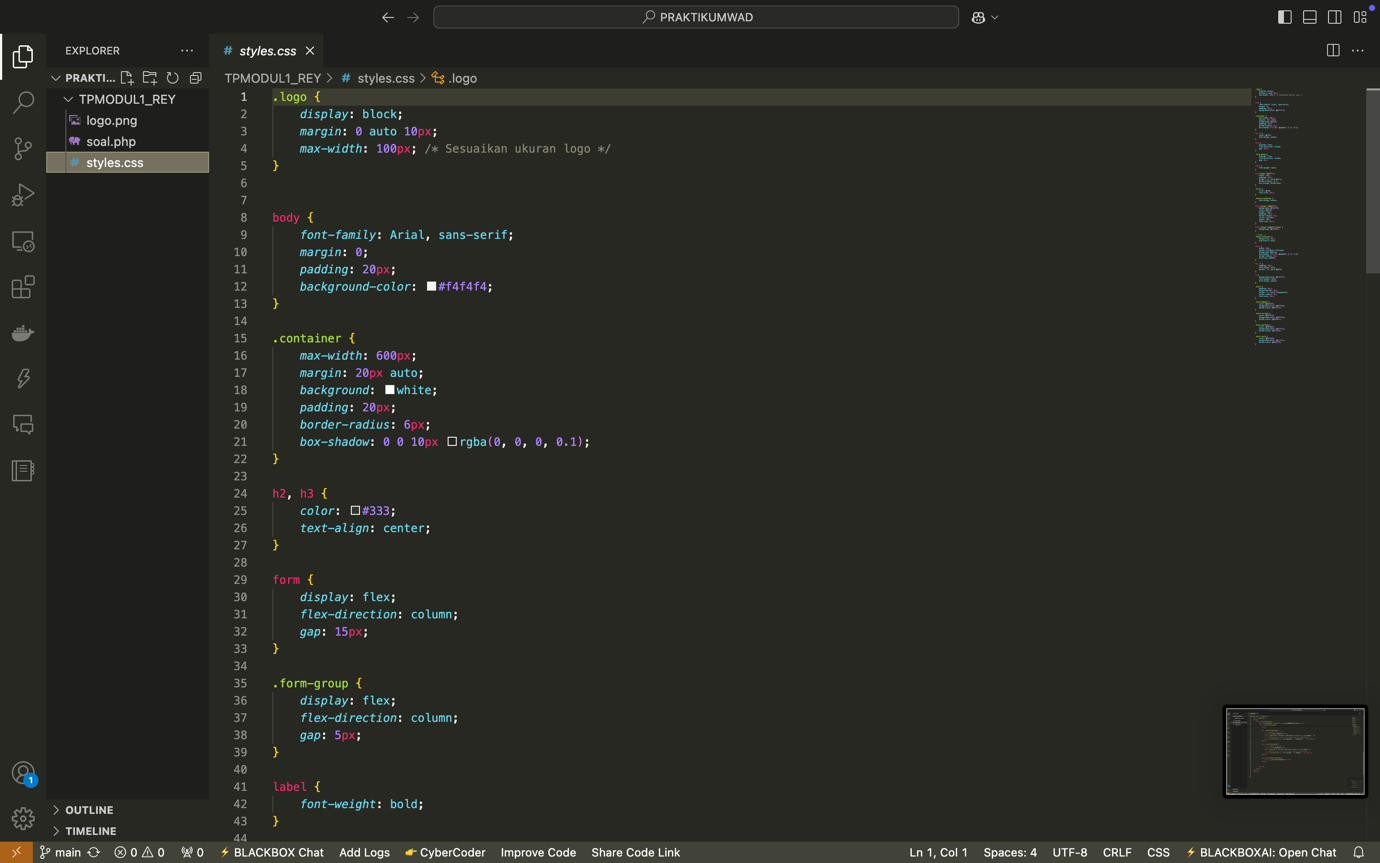 PRAKTIKUMWAD
EXPLORER
PRAKTI...
TPMODUL1_REY
logo.png
soal.php
# styles.css
OUTLINE
TIMELINE
# styles.css
TPMODUL1_REY > # styles.css > .logo
1 .logo {
2 display: block;
3 margin: 0 auto 10px;
4 max-width: 100px; /* Sesuaikan ukuran logo */
5 }
6
7
8 body {
9 font-family: Arial, sans-serif;
10 margin: 0;
11 padding: 20px;
12 background-color: #f4f4f4;
13 }
14
15 .container {
16 max-width: 600px;
17 margin: 20px auto;
18 background: white;
19 padding: 20px;
20 border-radius: 6px;
21 box-shadow: 0 0 10px rgba(0, 0, 0, 0.1);
22 }
23
24 h2, h3 {
25 color: #333;
26 text-align: center;
27 }
28
29 form {
30 display: flex;
31 flex-direction: column;
32 gap: 15px;
33 }
34
35 .form-group {
36 display: flex;
37 flex-direction: column;
38 gap: 5px;
39 }
40
41 label {
42 font-weight: bold;
43 }
44
1
main 0 0 0 BLACKBOX Chat Add Logs CyberCoder Improve Code Share Code Link Ln 1, Col 1 Spaces: 4 UTF-8 CRLF CSS BLACKBOXAI: Open Chat